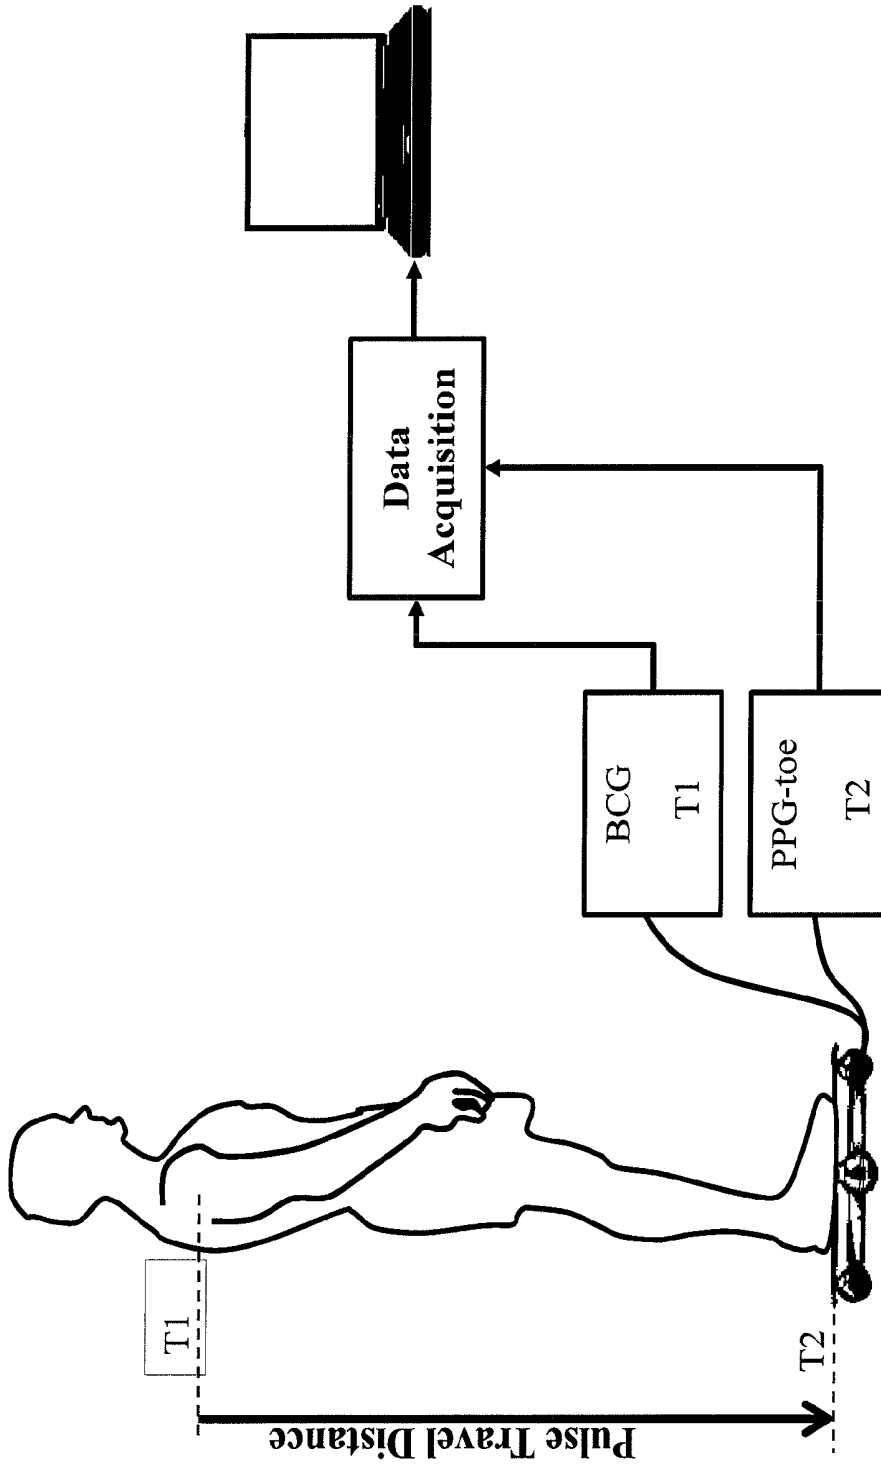 T1
Pulse Travel Distance
T2
BCG
T1
PPG-toe
T2
Data
Acquisition